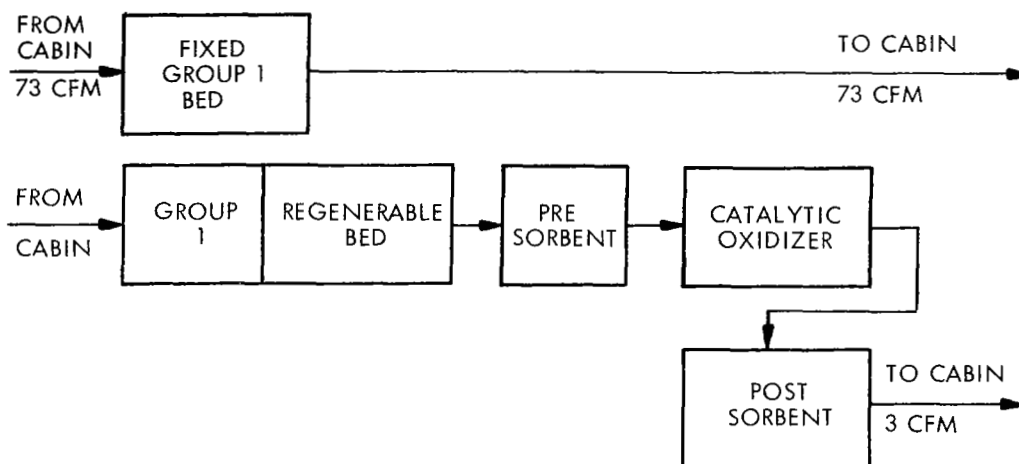 FROM
CABIN
73 CFM
FIXED
GROUP 1
BED
TO CABIN
73 CFM
FROM
CABIN
GROUP
1
REGENERABLE
BED
PRE
SORBENT
CATALYTIC
OXIDIZER
POST
SORBENT
TO CABIN
3 CFM